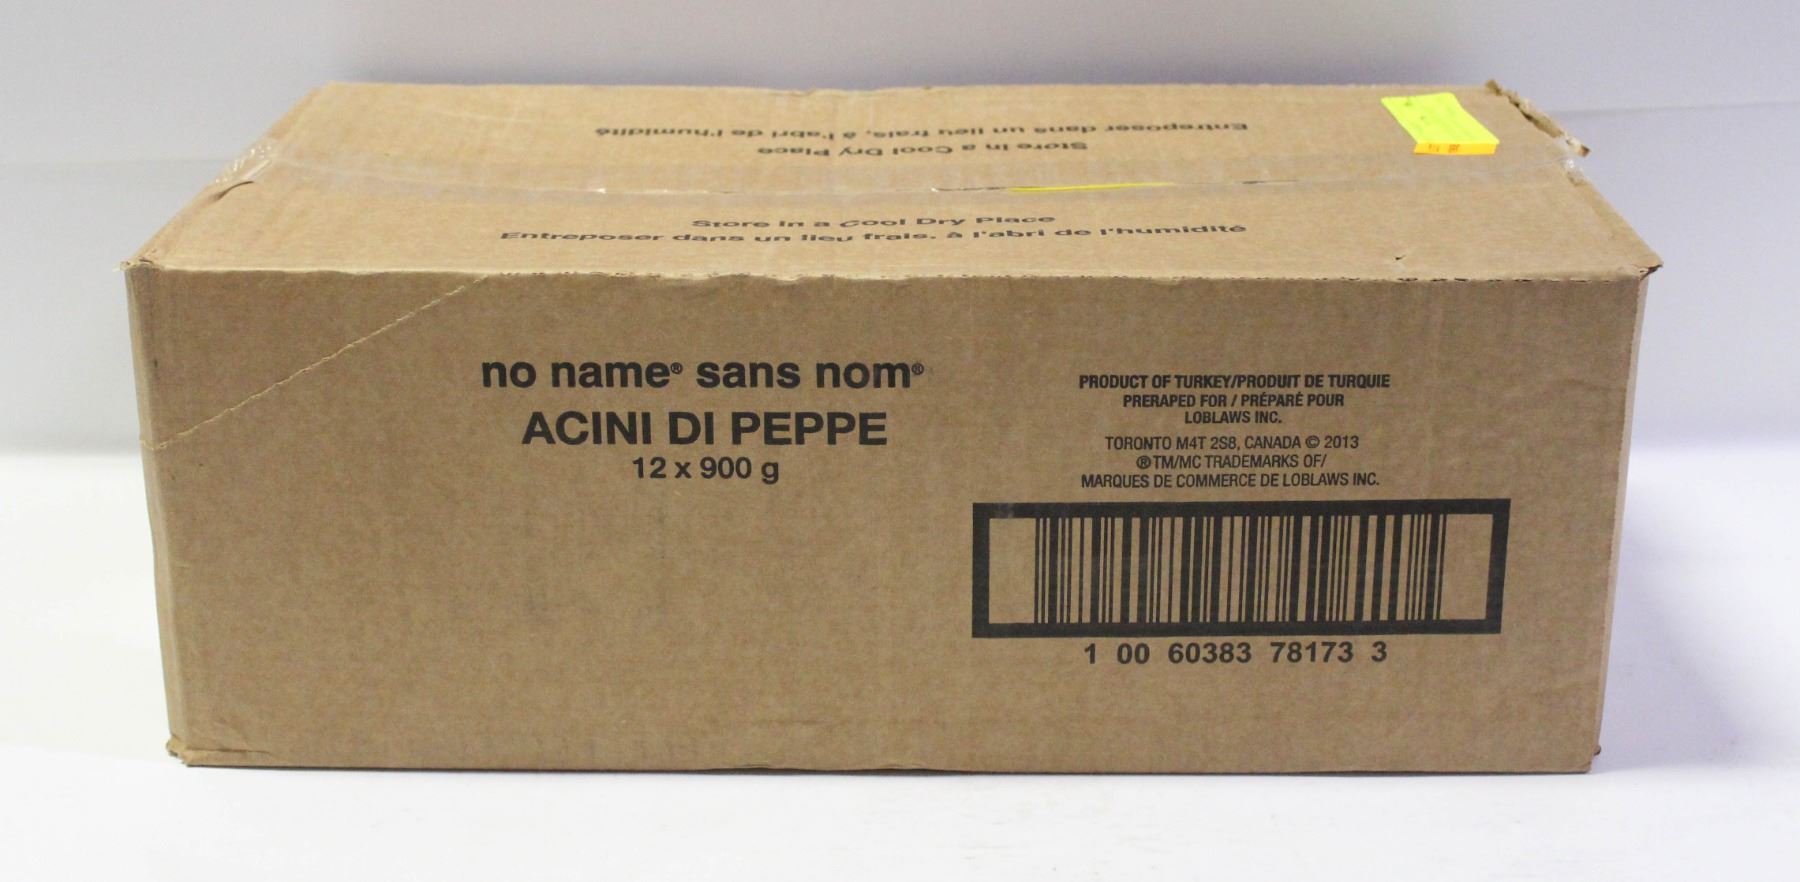 Entreposer dans un lieu frais, à l'abri de l'humidité
Store in a Cool Dry Place
Store in a Cool Dry Place
Entreposer dans un lieu frais, à l'abri de l'humidité
no name® sans nom®
ACINI DI PEPPE
12 x 900 g
PRODUCT OF TURKEY/PRODUIT DE TURQUIE
PRERAPED FOR / PRÉPARÉ POUR
LOBLAWS INC.
TORONTO M4T 2S8, CANADA © 2013
®TM/MC TRADEMARKS OF/
MARQUES DE COMMERCE DE LOBLAWS INC.
1 00 60383 78173 3